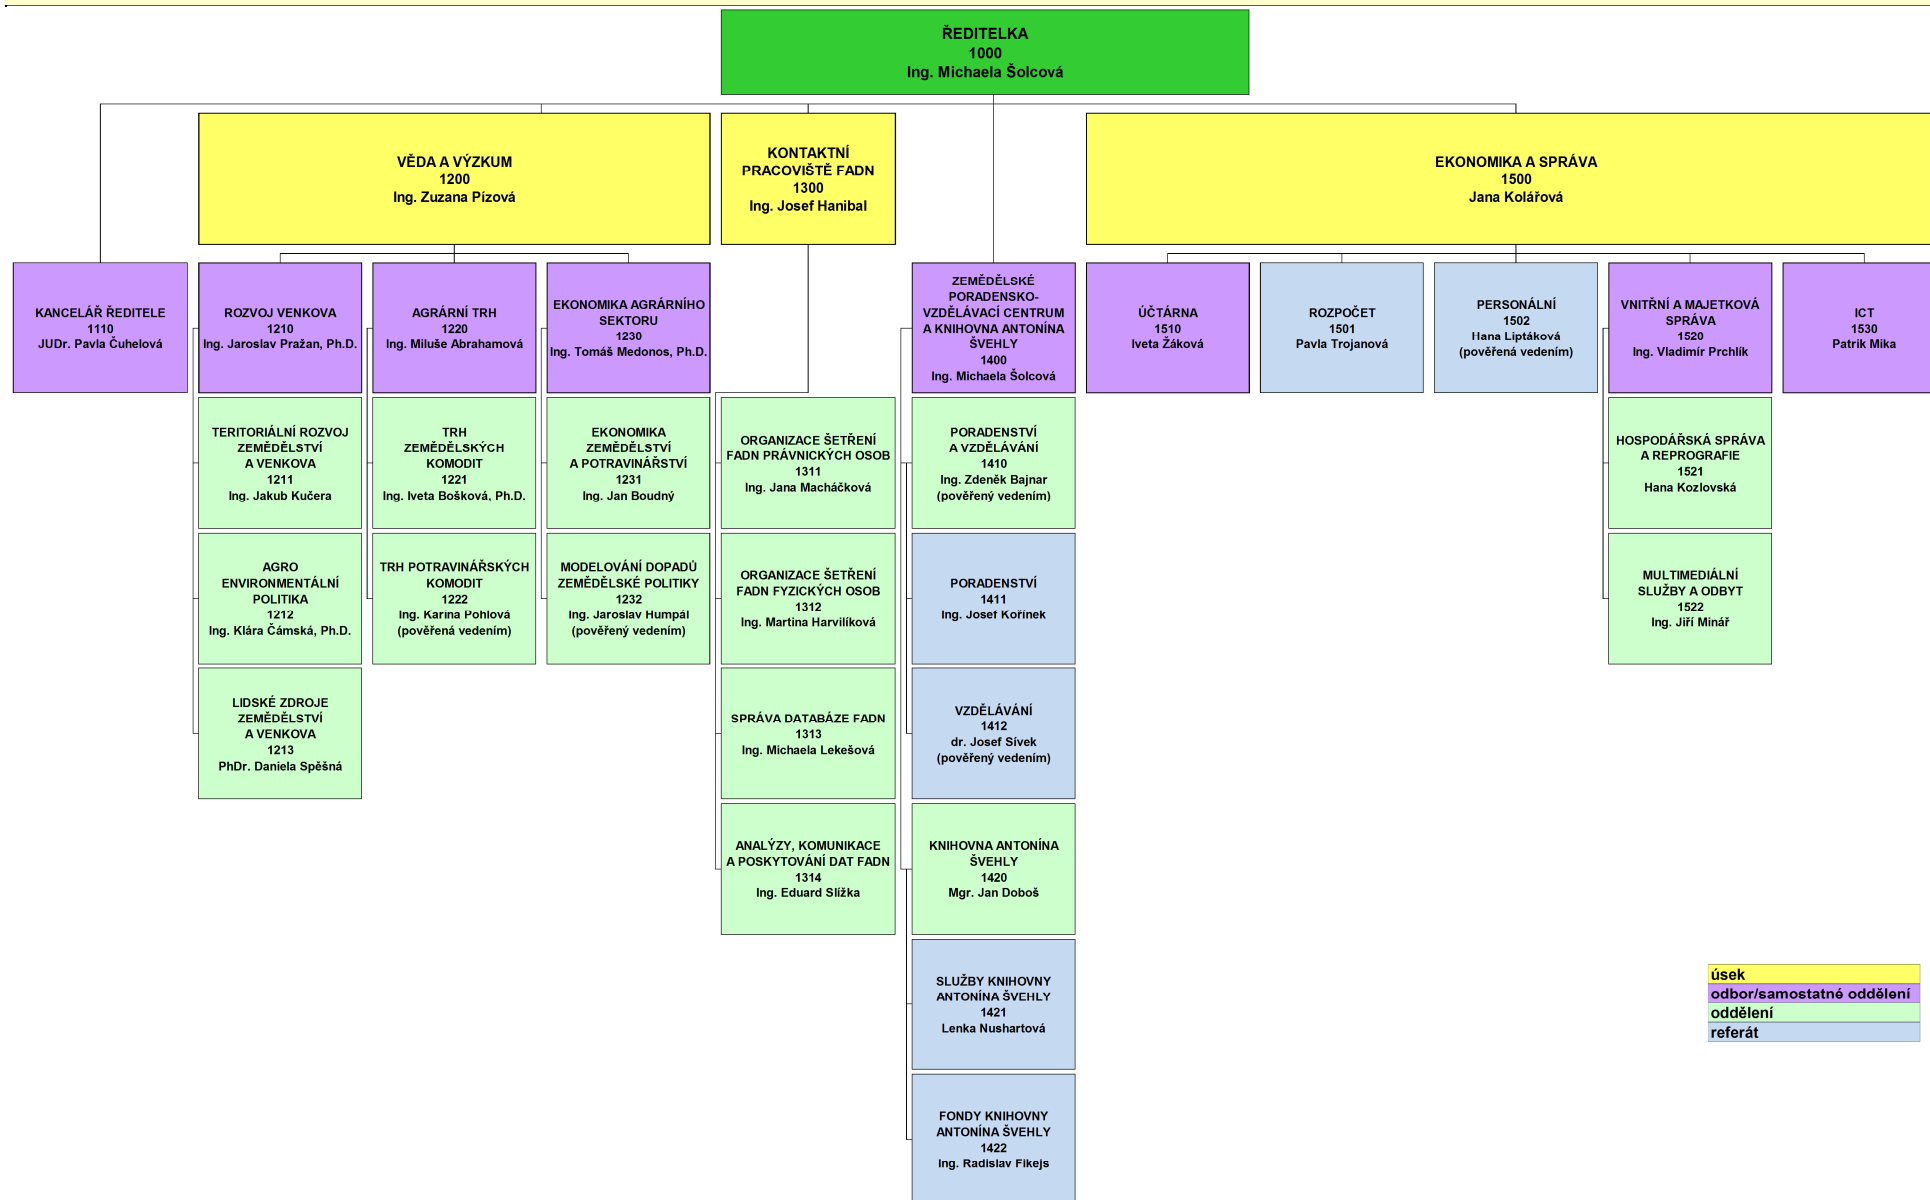 ŘEDITELKA
1000
Ing. Michaela Šolcová
VĚDA A VÝZKUM
1200
Ing. Zuzana Pízová
KONTAKTNÍ
PRACOVIŠTĚ FADN
1300
Ing. Josef Hanibal
EKONOMIKA A SPRÁVA
1500
Jana Kolářová
KANCELÁŘ ŘEDITELE
1110
JUDr. Pavla Čuhelová
ROZVOJ VENKOVA
1210
Ing. Jaroslav Pražan, Ph.D.
AGRÁRNÍ TRH
1220
Ing. Miluše Abrahamová
EKONOMIKA AGRÁRNÍHO
SEKTORU
1230
Ing. Tomáš Medonos, Ph.D.
ZEMĚDĚLSKÉ
PORADENSKO-
VZDĚLÁVACÍ CENTRUM
A KNIHOVNA ANTONÍNA
ŠVEHLY
1400
Ing. Michaela Šolcová
ÚČTÁRNA
1510
Iveta Žáková
ROZPOČET
1501
Pavla Trojanová
PERSONÁLNÍ
1502
Hana Liptáková
(pověřená vedením)
VNITŘNÍ A MAJETKOVÁ
SPRÁVA
1520
Ing. Vladimír Prchlík
ICT
1530
Patrik Mika
TERITORIÁLNÍ ROZVOJ
ZEMĚDĚLSTVÍ
A VENKOVA
1211
Ing. Jakub Kučera
TRH
ZEMĚDĚLSKÝCH
KOMODIT
1221
Ing. Iveta Bošková, Ph.D.
EKONOMIKA
ZEMĚDĚLSTVÍ
A POTRAVINÁŘSTVÍ
1231
Ing. Jan Boudný
ORGANIZACE ŠETŘENÍ
FADN PRÁVNICKÝCH OSOB
1311
Ing. Jana Macháčková
PORADENSTVÍ
A VZDĚLÁVÁNÍ
1410
Ing. Zdeněk Bajnar
(pověřený vedením)
HOSPODÁŘSKÁ SPRÁVA
A REPROGRAFIE
1521
Hana Kozlovská
AGRO
ENVIRONMENTÁLNÍ
POLITIKA
1212
Ing. Klára Čámská, Ph.D.
TRH POTRAVINÁŘSKÝCH
KOMODIT
1222
Ing. Karina Pohlová
(pověřená vedením)
MODELOVÁNÍ DOPADŮ
ZEMĚDĚLSKÉ POLITIKY
1232
Ing. Jaroslav Humpál
(pověřený vedením)
ORGANIZACE ŠETŘENÍ
FADN FYZICKÝCH OSOB
1312
Ing. Martina Harvilíková
PORADENSTVÍ
1411
Ing. Josef Kořínek
MULTIMEDIÁLNÍ
SLUŽBY A ODBYT
1522
Ing. Jiří Minář
LIDSKÉ ZDROJE
ZEMĚDĚLSTVÍ
A VENKOVA
1213
PhDr. Daniela Spěšná
SPRÁVA DATABÁZE FADN
1313
Ing. Michaela Lekešová
VZDĚLÁVÁNÍ
1412
dr. Josef Sívek
(pověřený vedením)
ANALÝZY, KOMUNIKACE
A POSKYTOVÁNÍ DAT FADN
1314
Ing. Eduard Slížka
KNIHOVNA ANTONÍNA
ŠVEHLY
1420
Mgr. Jan Doboš
SLUŽBY KNIHOVNY
ANTONÍNA ŠVEHLY
1421
Lenka Nushartová
FONDY KNIHOVNY
ANTONÍNA ŠVEHLY
1422
Ing. Radislav Fikejs
úsek
odbor/samostatné oddělení
oddělení
referát